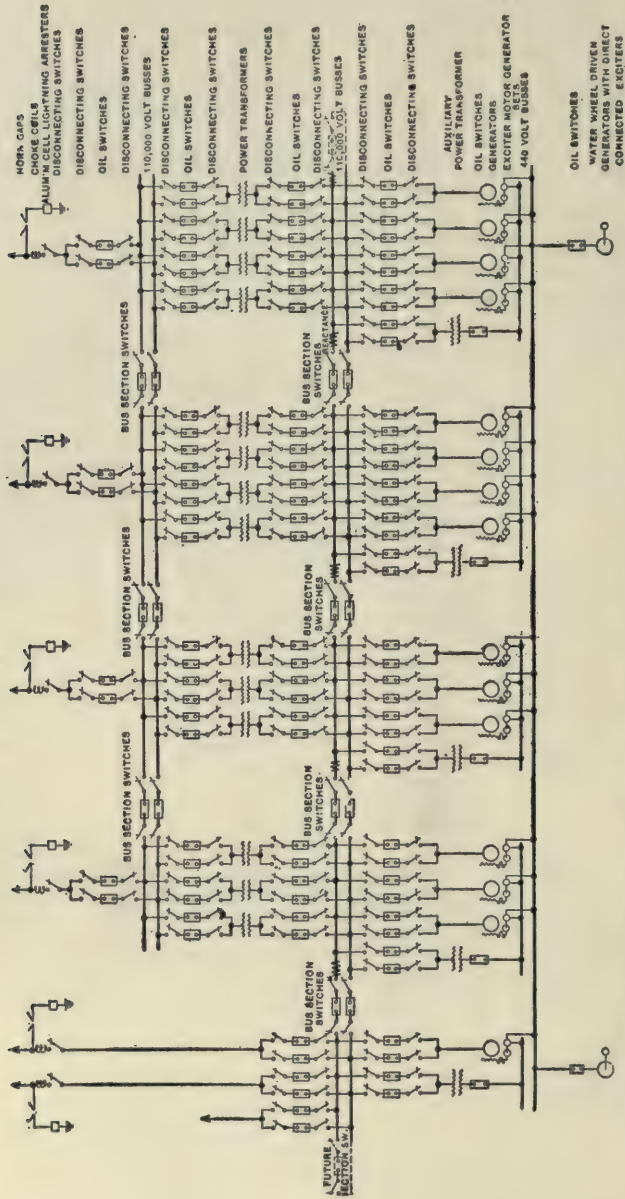 HORN GAPS
CHOKE COILS
ALUM'M CELL LIGHTNING ARRESTERS
DISCONNECTING SWITCHES
DISCONNECTING SWITCHES
OIL SWITCHES
DISCONNECTING SWITCHES
110,000 VOLT BUSSES
DISCONNECTING SWITCHES
OIL SWITCHES
DISCONNECTING SWITCHES
POWER TRANSFORMERS
DISCONNECTING SWITCHES
OIL SWITCHES
DISCONNECTING SWITCHES
VOLT BUSSES
DISCONNECTING SWITCHES
OIL SWITCHES
DISCONNECTING SWITCHES
AUXILIARY
POWER TRANSFORMER
OIL SWITCHES
GENERATORS
EXCITER MOTOR GENERATOR
SETS
440 VOLT BUSSES
OIL SWITCHES
WATER WHEEL DRIVEN
GENERATORS WITH DIRECT
CONNECTED EXCITERS
BUS SECTION SWITCHES
BUS SECTION
SWITCHES
REACTANCE
BUS SECTION SWITCHES
BUS SECTION
SWITCHES
BUS SECTION SWITCHES
BUS SECTION
SWITCHES
BUS SECTION
SWITCHES
FUTURE
SECTION SW.